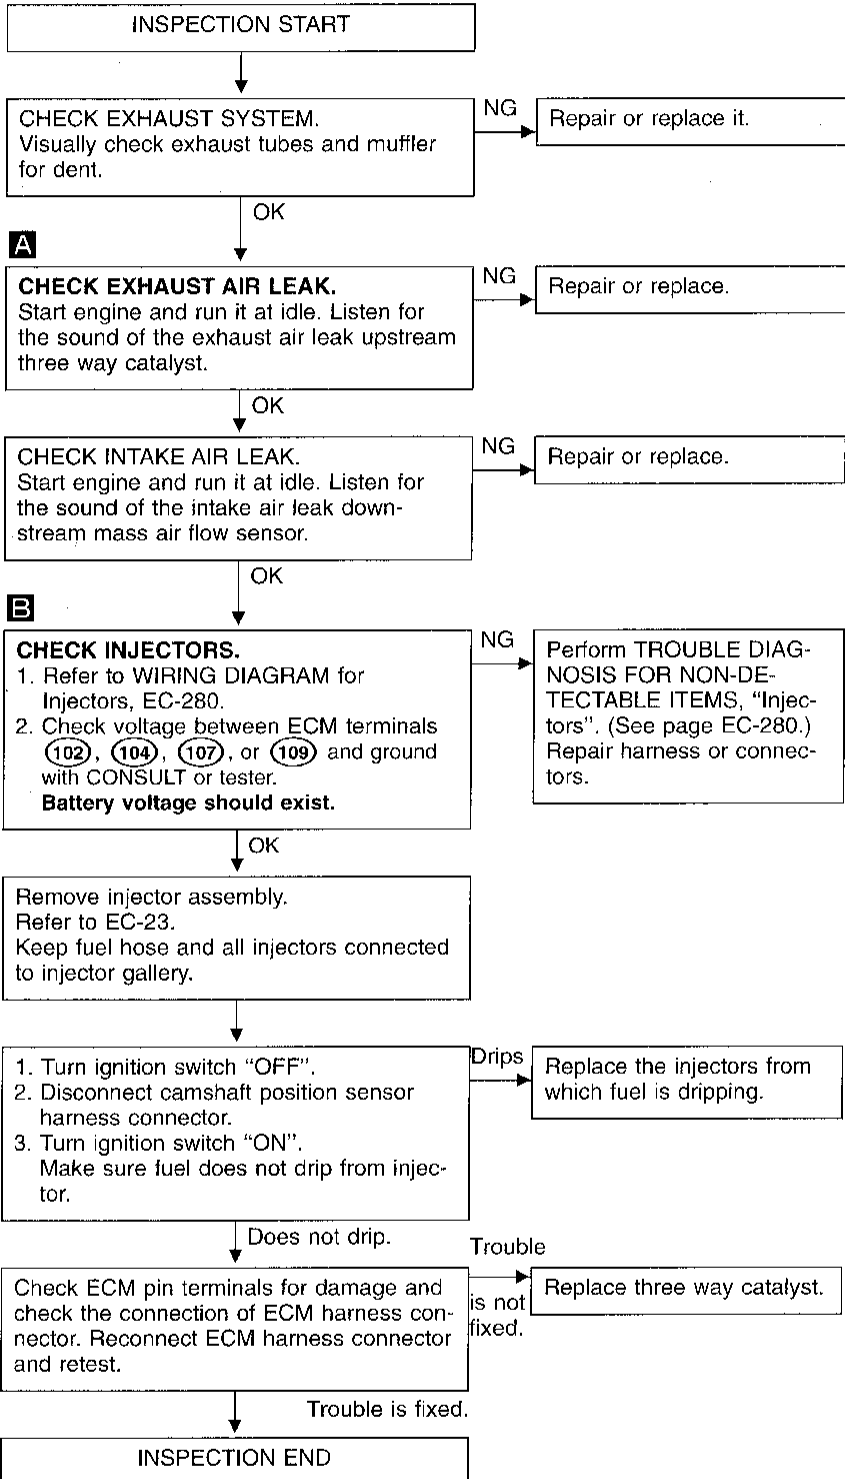 INSPECTION START
CHECK EXHAUST SYSTEM.
Visually check exhaust tubes and muffler
for dent.
NG
Repair or replace it.
OK
A
CHECK EXHAUST AIR LEAK.
Start engine and run it at idle. Listen for
the sound of the exhaust air leak upstream
three way catalyst.
NG
Repair or replace.
OK
CHECK INTAKE AIR LEAK.
Start engine and run it at idle. Listen for
the sound of the intake air leak down-
stream mass air flow sensor.
NG
Repair or replace.
OK
B
CHECK INJECTORS.
1. Refer to WIRING DIAGRAM for
Injectors, EC-280.
2. Check voltage between ECM terminals
102, 104, 107, or 109 and ground
with CONSULT or tester.
Battery voltage should exist.
NG
Perform TROUBLE DIAG-
NOSIS FOR NON-DE-
TECTABLE ITEMS, “Injec-
tors”. (See page EC-280.)
Repair harness or connec-
tors.
OK
Remove injector assembly.
Refer to EC-23.
Keep fuel hose and all injectors connected
to injector gallery.
1. Turn ignition switch “OFF”.
2. Disconnect camshaft position sensor
harness connector.
3. Turn ignition switch “ON”.
Make sure fuel does not drip from injec-
tor.
Drips
Replace the injectors from
which fuel is dripping.
Does not drip.
Check ECM pin terminals for damage and
check the connection of ECM harness con-
nector. Reconnect ECM harness connector
and retest.
Trouble
is not
fixed.
Replace three way catalyst.
Trouble is fixed.
INSPECTION END